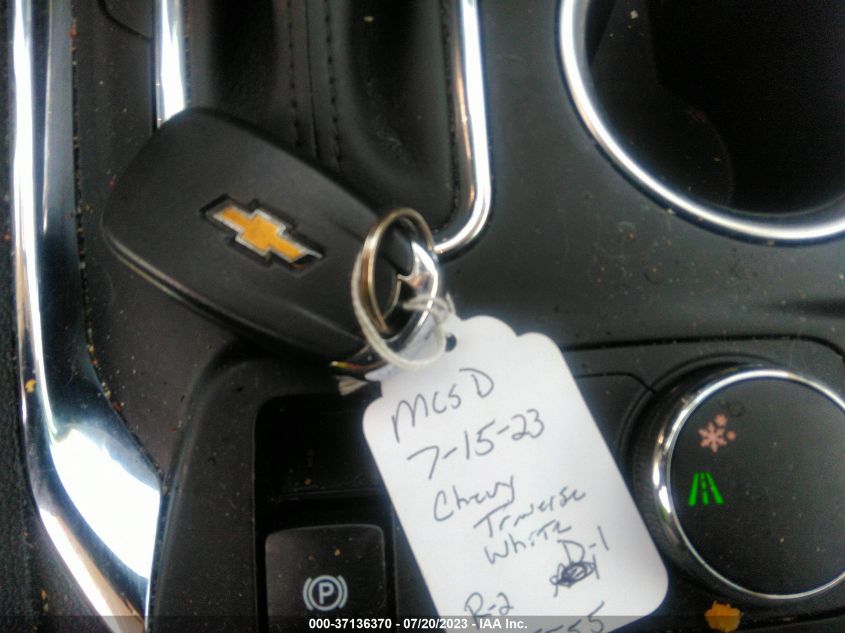 MCSD
7-15-23
Chevy
Traverse
White
D-1
R-2
P
000-37136370 - 07/20/2023 - IAA Inc.